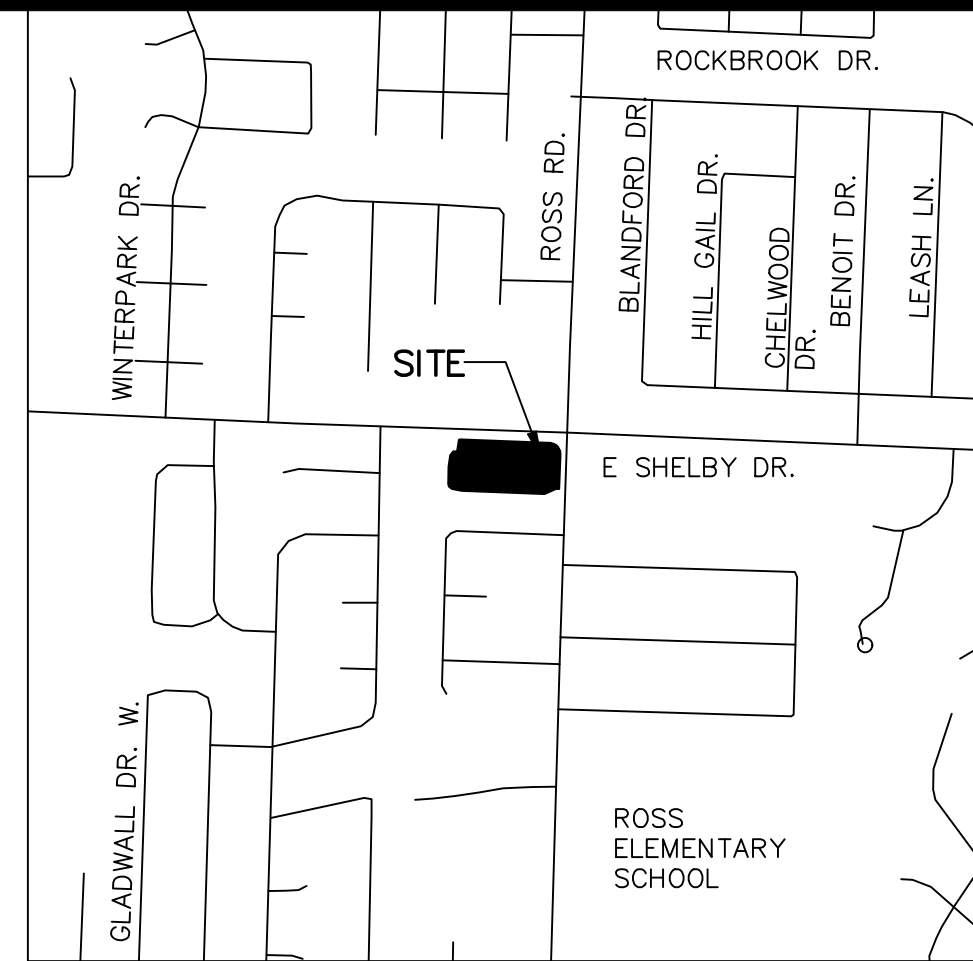 ROCKBROOK DR.
ROSS RD.
BLANDFORD DR.
HILL GAIL DR.
CHELWOOD
DR.
BENOIT DR.
LEASH LN.
WINTERPARK DR.
SITE
E SHELBY DR.
GLADWALL DR. W.
ROSS
ELEMENTARY
SCHOOL